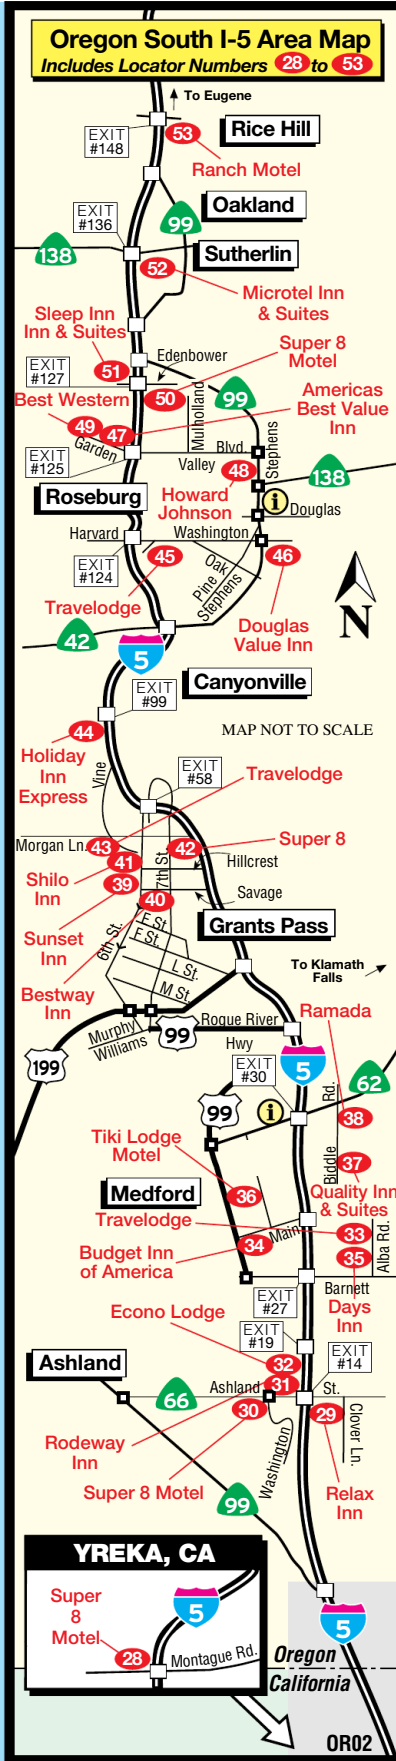 Oregon South I-5 Area Map
Includes Locator Numbers 28 to 53
To Eugene
EXIT
#148
53
Rice Hill
Ranch Motel
Oakland
99
EXIT
#136
138
Sutherlin
52
Microtel Inn
& Suites
Sleep Inn
Inn & Suites
51
Edenbower
Super 8
Motel
EXIT
#127
50
Mulholland
99
Americas
Best Value
Inn
Best Western
49
47
Garden
Blvd.
Stephens
EXIT
#125
Valley
48
138
Roseburg
Howard
Johnson
i
Douglas
Harvard
Washington
EXIT
#124
45
Oak
Pine
Stephens
46
Travelodge
Douglas
Value Inn
N
42
5
EXIT
#99
Canyonville
44
MAP NOT TO SCALE
Holiday
Inn
Express
Vine
EXIT
#58
Travelodge
Morgan Ln.
43
7th St.
42
Super 8
41
Hillcrest
Shilo
Inn
39
Savage
40
6th St.
E St.
F St.
Grants Pass
Sunset
Inn
L St.
M St.
Bestway
Inn
To Klamath
Falls
Murphy
Williams
99
Rogue River
Hwy
Ramada
199
5
EXIT
#30
62
99
i
Rd.
38
Tiki Lodge
Motel
Biddle
37
Medford
36
Quality Inn
& Suites
Travelodge
33
Main
Alba Rd.
34
35
Budget Inn
of America
Barnett
EXIT
#27
Days
Inn
Econo Lodge
EXIT
#19
EXIT
#14
Ashland
32
31
66
Ashland
St.
30
29
Clover Ln.
Rodeway
Inn
Washington
Super 8 Motel
99
Relax
Inn
YREKA, CA
Super
8
Motel
5
28
Montague Rd.
5
Oregon
California
OR02